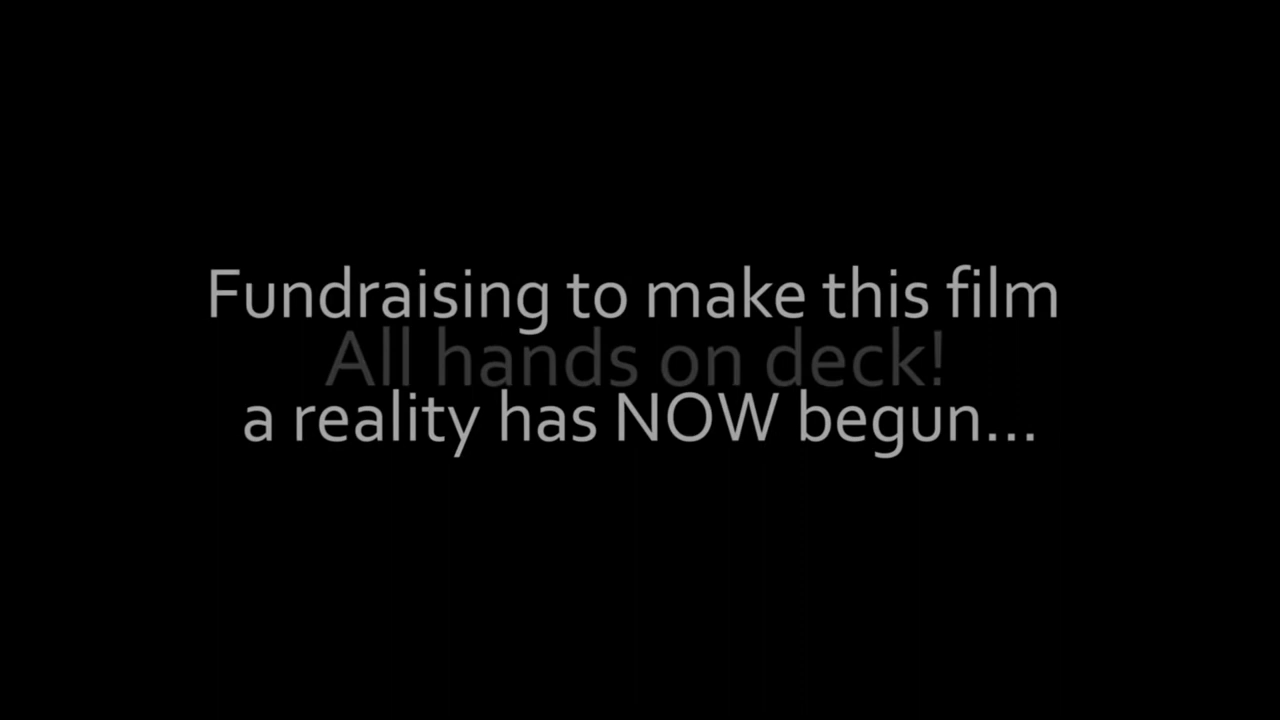 Fundraising to make this film
All hands on deck!
a reality has NOW begun...